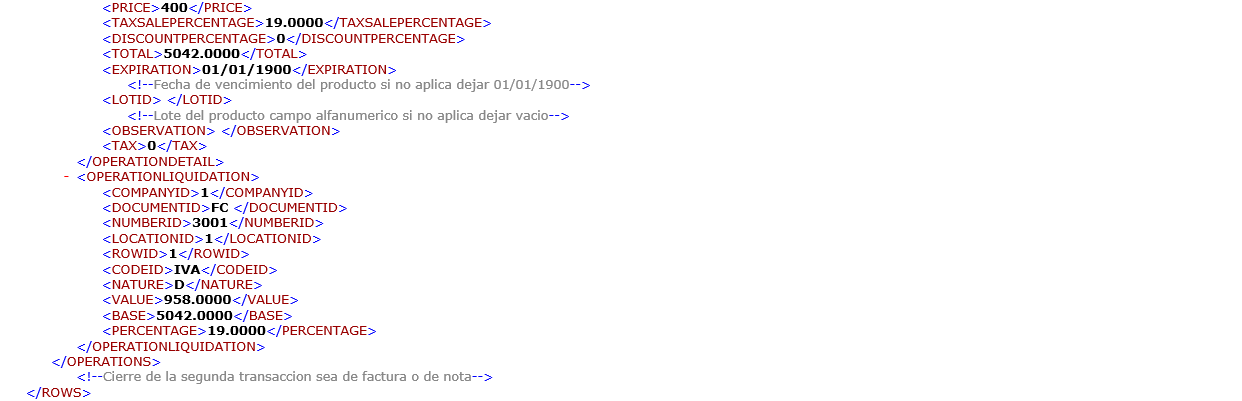 <PRICE>400</PRICE>
<TAXSALEPERCENTAGE>19.0000</TAXSALEPERCENTAGE>
<DISCOUNTPERCENTAGE>0</DISCOUNTPERCENTAGE>
<TOTAL>5042.0000</TOTAL>
<EXPIRATION>01/01/1900</EXPIRATION>
<!--Fecha de vencimiento del producto si no aplica dejar 01/01/1900-->
<LOTID> </LOTID>
<!--Lote del producto campo alfanumerico si no aplica dejar vacio-->
<OBSERVATION> </OBSERVATION>
<TAX>0</TAX>
</OPERATIONDETAIL>
- <OPERATIONLIQUIDATION>
<COMPANYID>1</COMPANYID>
<DOCUMENTID>FC </DOCUMENTID>
<NUMBERID>3001</NUMBERID>
<LOCATIONID>1</LOCATIONID>
<ROWID>1</ROWID>
<CODEID>IVA</CODEID>
<NATURE>D</NATURE>
<VALUE>958.0000</VALUE>
<BASE>5042.0000</BASE>
<PERCENTAGE>19.0000</PERCENTAGE>
</OPERATIONLIQUIDATION>
</OPERATIONS>
<!--Cierre de la segunda transaccion sea de factura o de nota-->
</ROWS>